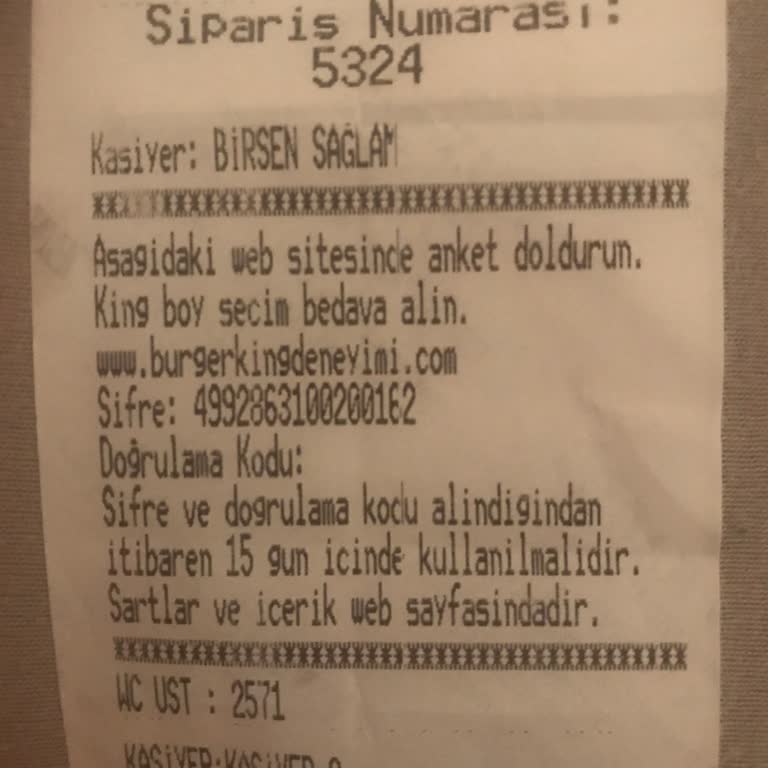 Siparis Numarası:
5324
Kasiyer: BİRSEN SAĞLAM
Asagidaki web sitesinde anket doldurun.
King boy secim bedava alin.
www.burgerkingdeneyimi.com
Sifre: 4992863100200162
Doğrulama Kodu:
Sifre ve dogrulama kodu alindigindan
itibaren 15 gun icinde kullanilmalidir.
Sartlar ve icerik web sayfasindadir.
WC UST : 2571